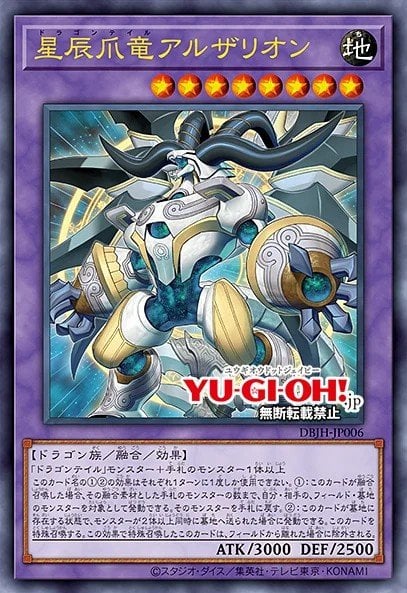 ドラゴンテイル
星辰爪竜アルザリオン
ち
地
ユウギオウドットジェイピー
YU-GI-OH!.jp
無断転載禁止
DBJH-JP006
【ドラゴン族／融合／効果】
「ドラゴンテイル」モンスター＋手札のモンスター１体以上
このカード名の①②の効果はそれぞれ１ターンに１度しか使用できない。①：このカードが融合
召喚した場合、その融合素材とした手札のモンスターの数まで、自分・相手の、フィールド・墓地
のモンスターを対象として発動できる。そのモンスターを手札に戻す。②：このカードが墓地に
存在する状態で、モンスターが２体以上同時に墓地へ送られた場合に発動できる。このカードを
特殊召喚する。この効果で特殊召喚したこのカードは、フィールドから離れた場合に除外される。
ATK/3000 DEF/2500
©スタジオ・ダイス／集英社・テレビ東京・KONAMI